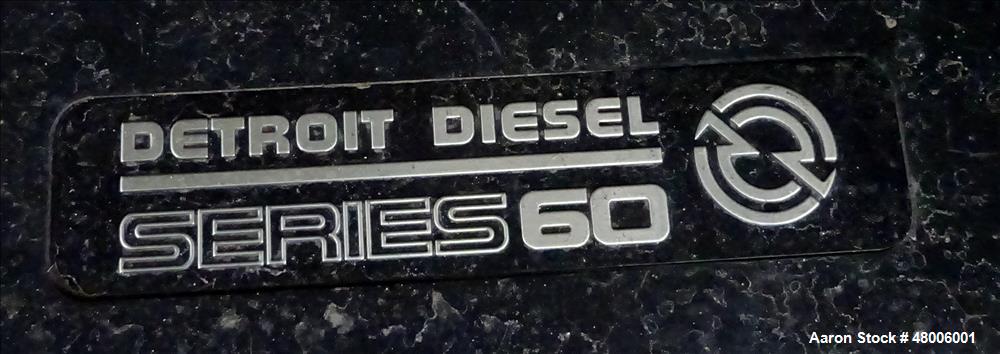 DETROIT DIESEL
SERIES 60
Aaron Stock # 48006001